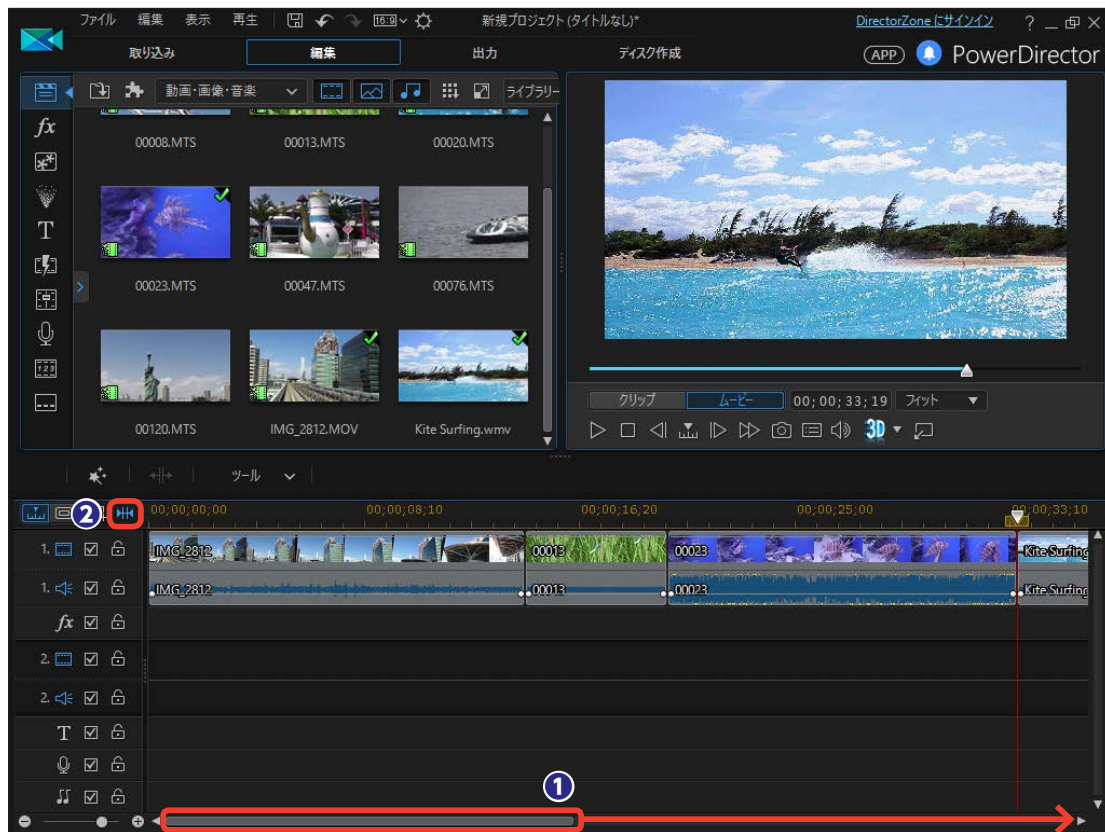 ファイル 編集 表示 再生 16:9 新規プロジェクト (タイトルなし)* DirectorZone にサインイン ?
取り込み 編集 出力 ディスク作成 APP PowerDirector
動画・画像・音楽 ライブラリー
fx
T
00008.MTS 00013.MTS 00020.MTS
00023.MTS 00047.MTS 00076.MTS
00120.MTS IMG_2812.MOV Kite Surfing.wmv
クリップ ムービー 00;00;33;19 フィット
3D
ツール
2 00;00;00;00 00;00;08;10 00;00;16;20 00;00;25;00 00;00;33;10
1. IMG_2812 00013 00023 Kite Surfing
1. IMG_2812 00013 00023 Kite Surfing
fx
2.
2.
T
1